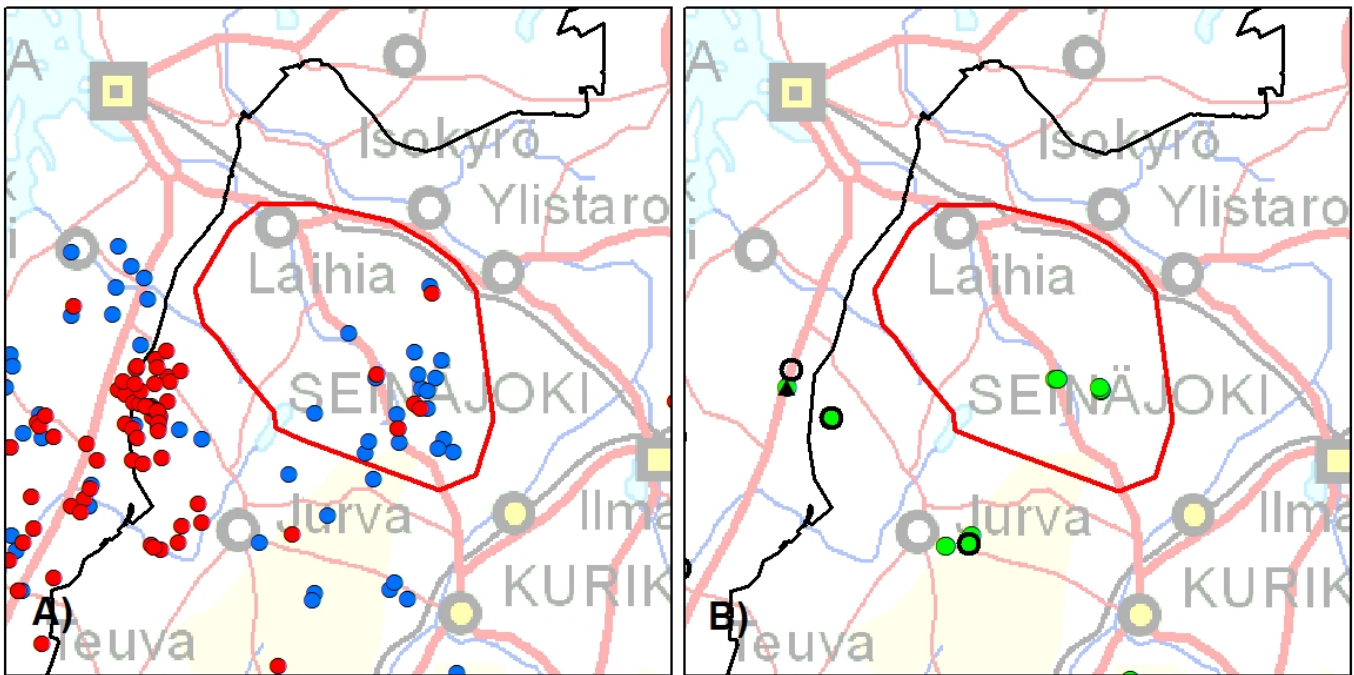 A
Isokyrö
Ylistaro
i
Laihia
SEINÄJOKI
Jurva
Ilma
KURIK
A)
Teuva
A
Isokyrö
Ylistaro
i
Laihia
SEINÄJOKI
Jurva
Ilma
KURIK
B)
Teuva